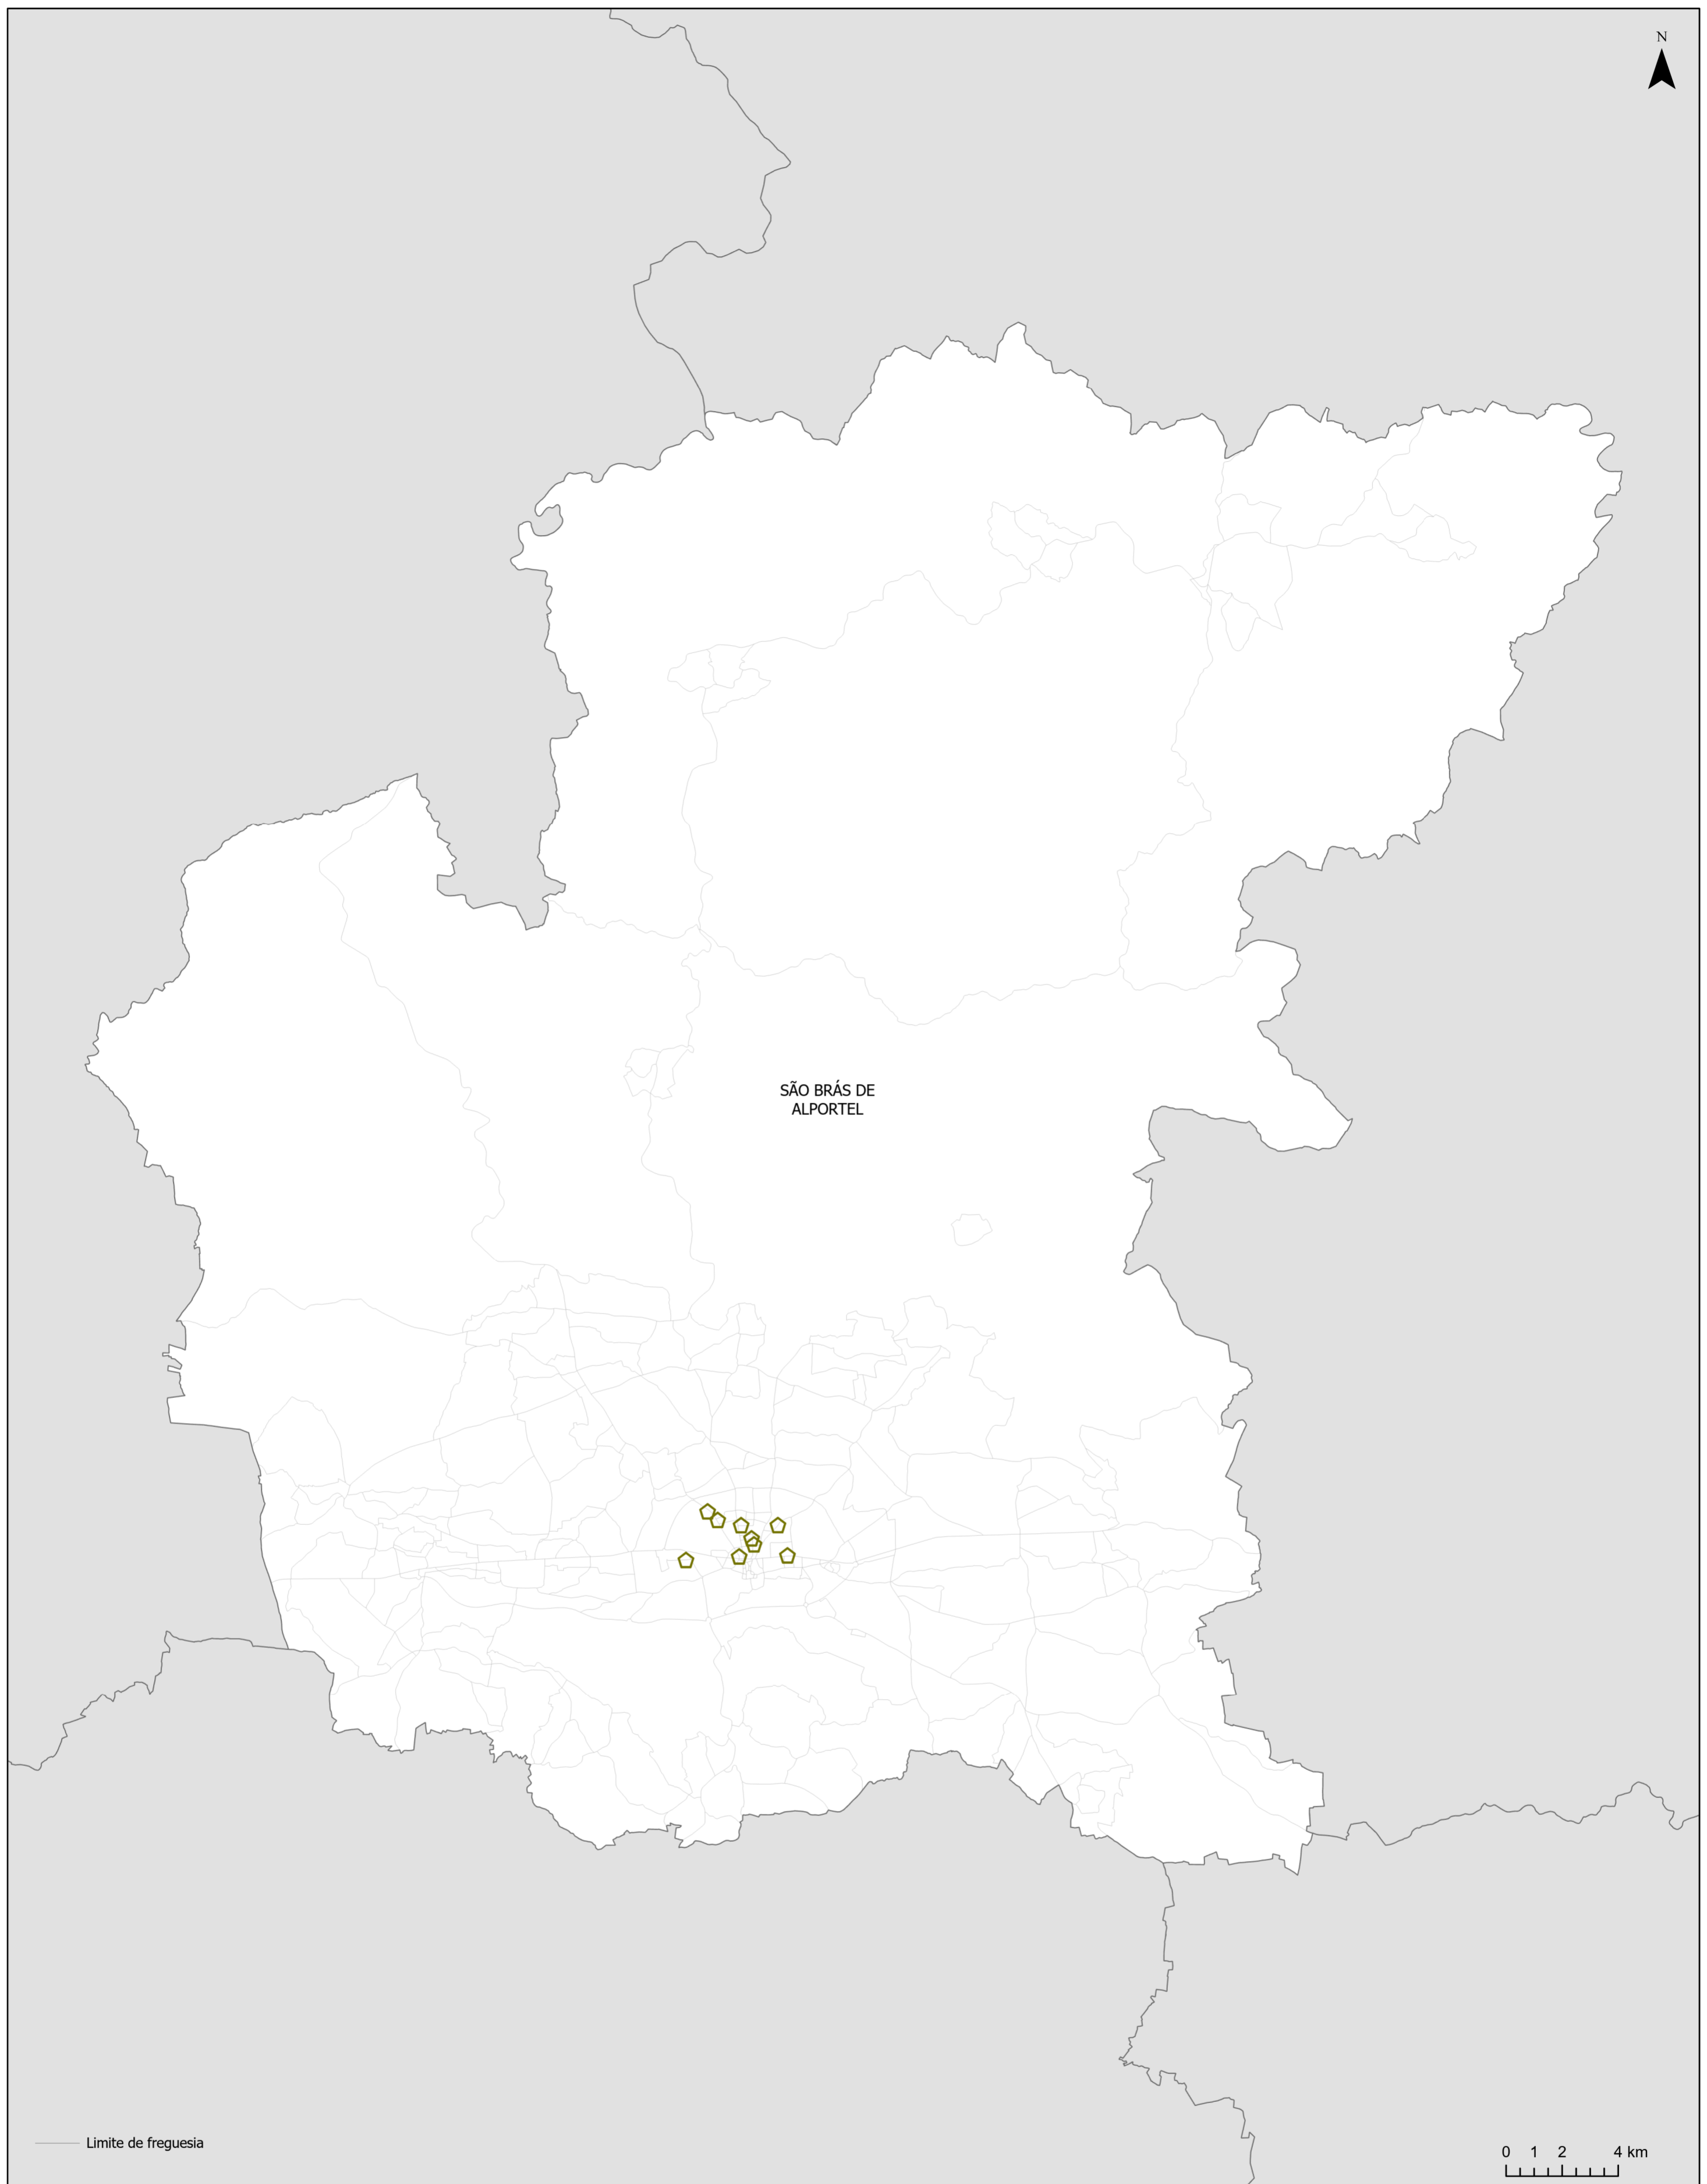 N
SÃO BRÁS DE
ALPORTEL
Limite de freguesia
0 1 2 4 km